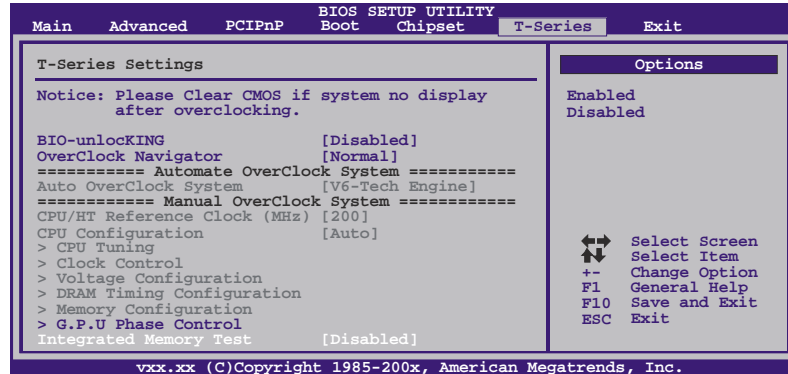 BIOS SETUP UTILITY
Main Advanced PCIPnP Boot Chipset T-Series Exit
T-Series Settings
Notice: Please Clear CMOS if system no display
after overclocking.
BIO-unlocKING [Disabled]
OverClock Navigator [Normal]
=========== Automate OverClock System ===========
Auto OverClock System [V6-Tech Engine]
============ Manual OverClock System ============
CPU/HT Reference Clock (MHz) [200]
CPU Configuration [Auto]
> CPU Tuning
> Clock Control
> Voltage Configuration
> DRAM Timing Configuration
> Memory Configuration
> G.P.U Phase Control
Integrated Memory Test [Disabled]
Options
Enabled
Disabled
Select Screen
Select Item
+- Change Option
F1 General Help
F10 Save and Exit
ESC Exit
vxx.xx (C)Copyright 1985-200x, American Megatrends, Inc.